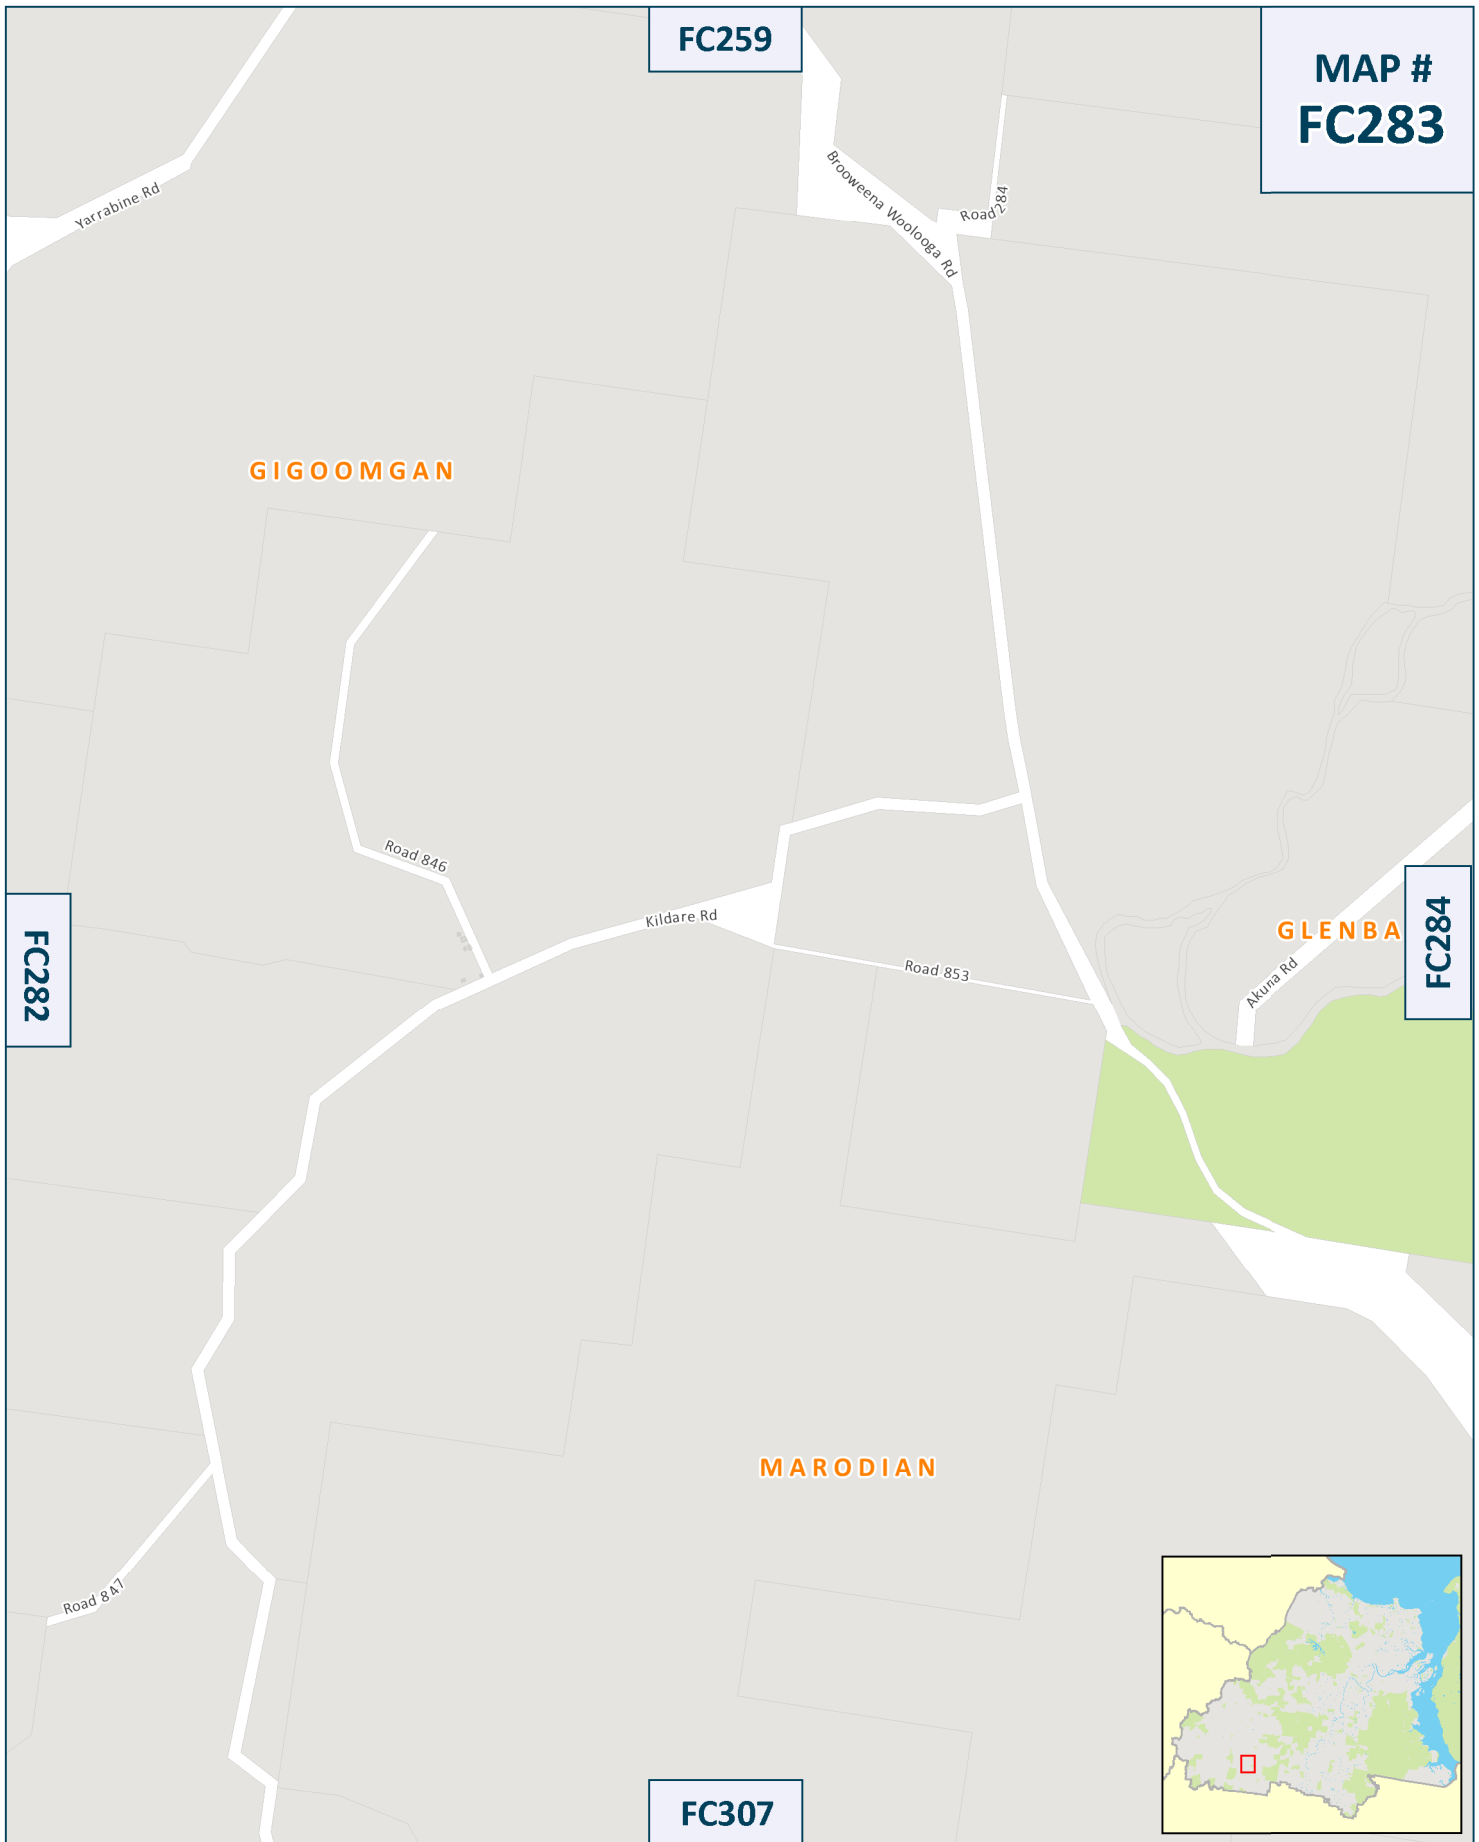 FC259
MAP #
FC283
Yarrabine Rd
Brooweena Woolooga Rd
Road 284
GIGOOMGAN
Road 846
Kildare Rd
Road 853
GLENBA
Akuna Rd
FC282
FC284
MARODIAN
Road 847
FC307